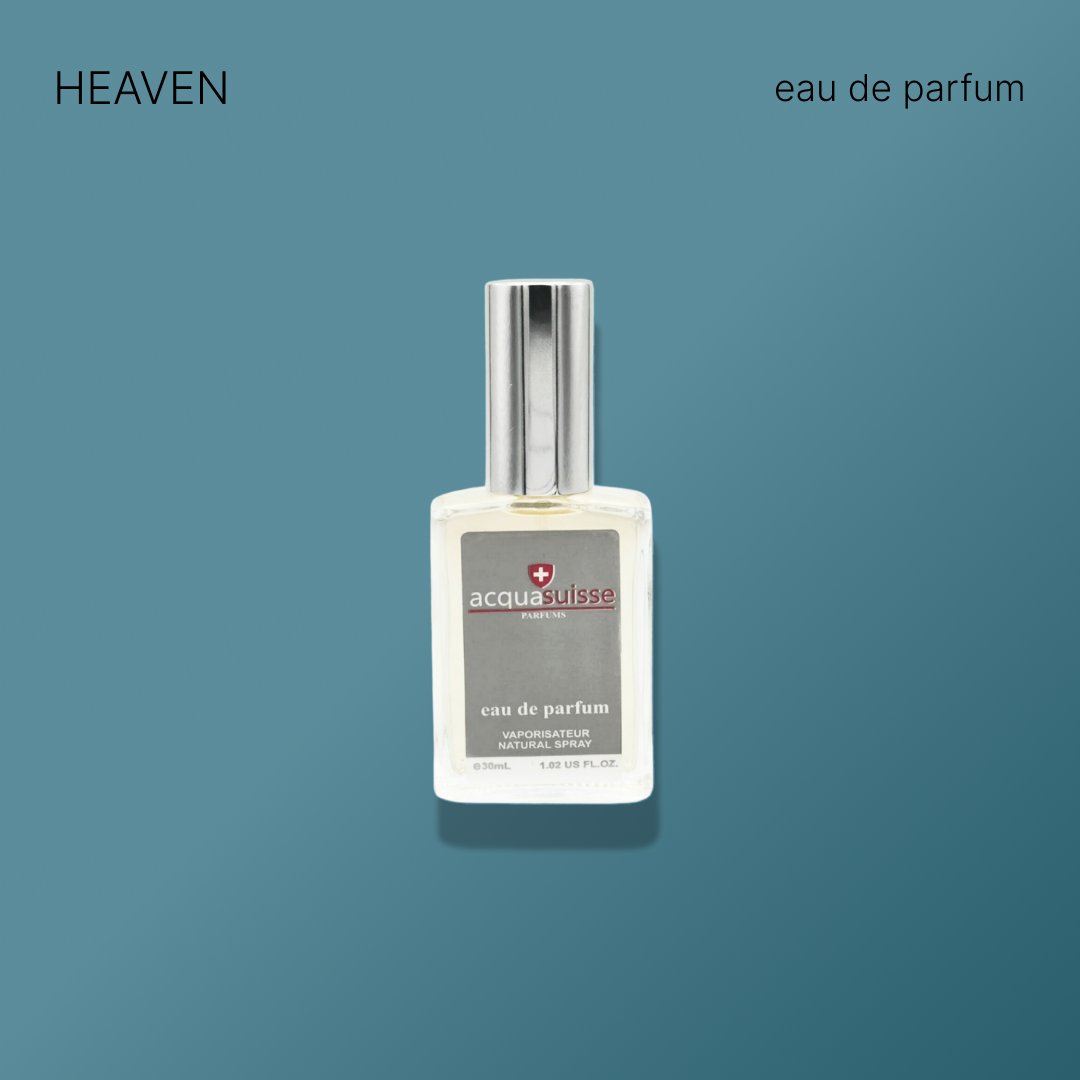 HEAVEN
eau de parfum
acquasuisse
PARFUMS
eau de parfum
VAPORISATEUR
NATURAL SPRAY
℮30mL 1.02 US FL.OZ.